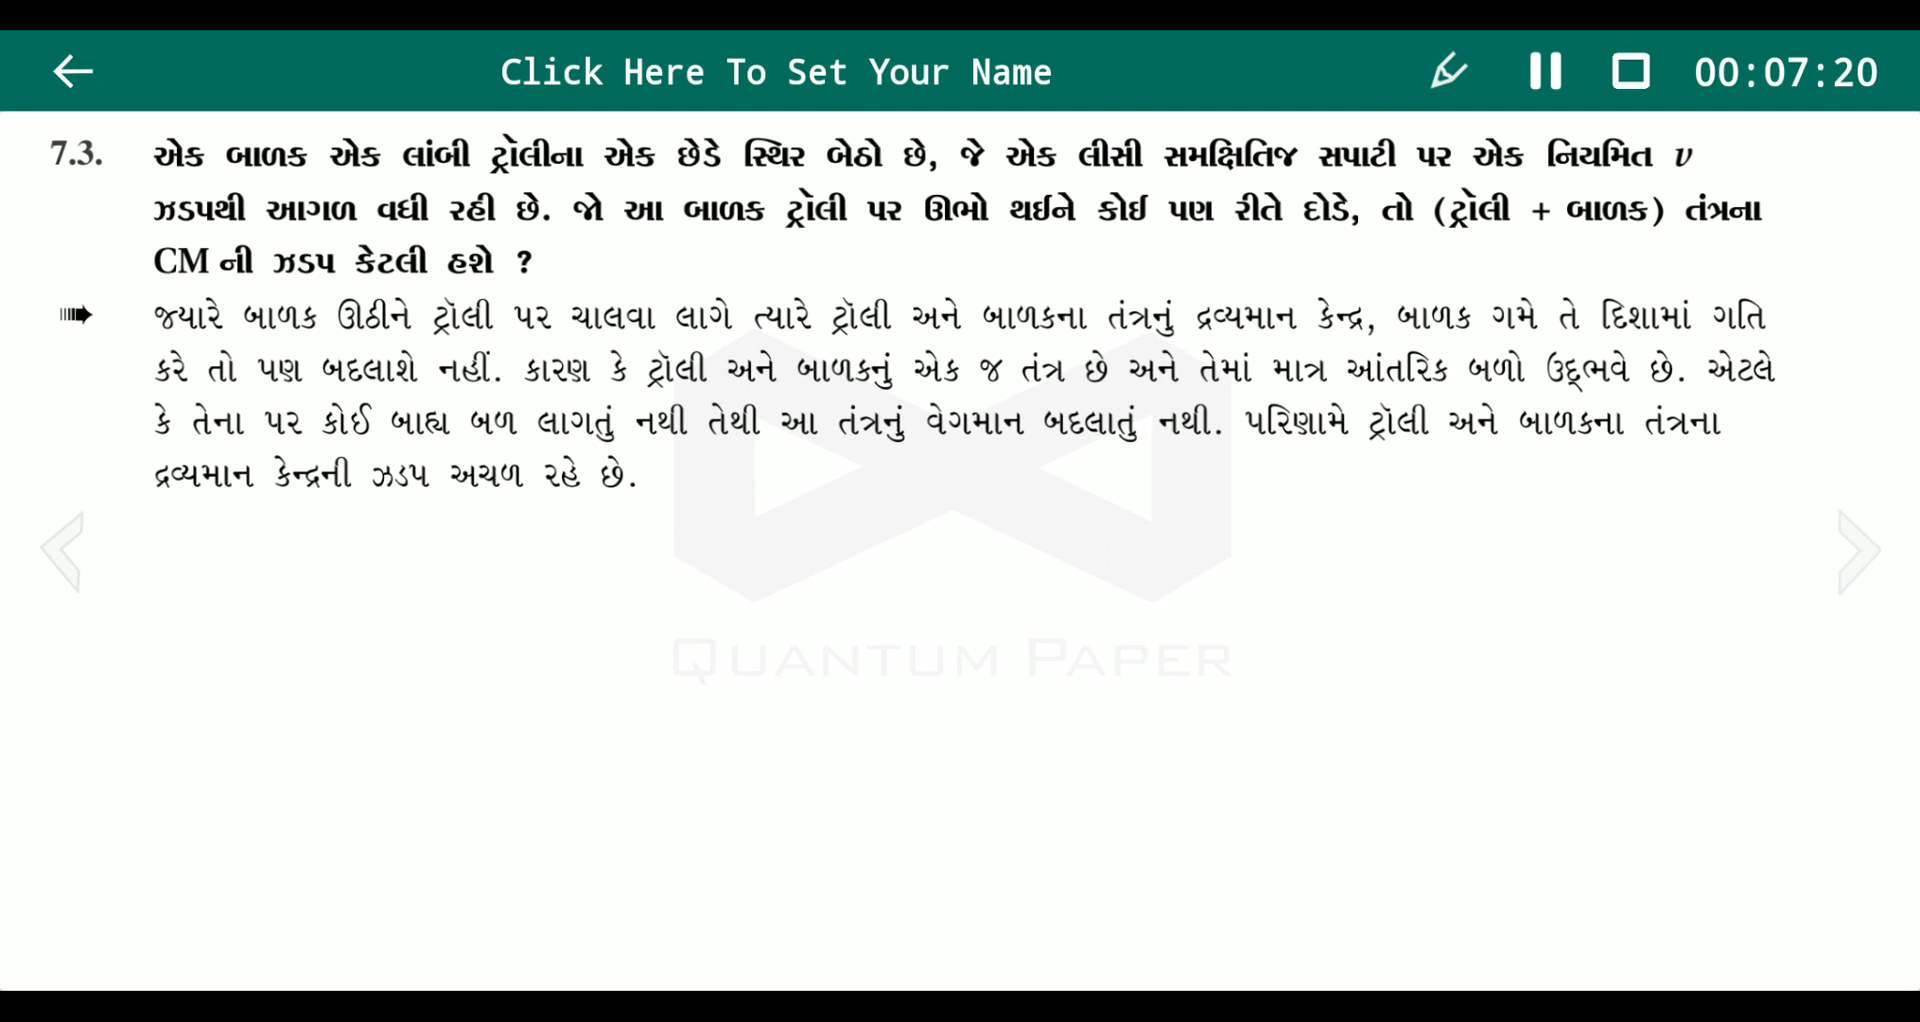 Click Here To Set Your Name
00:07:20
7.3. એક બાળક એક લાંબી ટ્રૉલીના એક છેડે સ્થિર બેઠો છે, જે એક લીસી સમક્ષિતિજ સપાટી પર એક નિયમિત v
ઝડપથી આગળ વધી રહી છે. જો આ બાળક ટ્રૉલી પર ઊભો થઈને કોઈ પણ રીતે દોડે, તો (ટ્રૉલી + બાળક) તંત્રના
CM ની ઝડપ કેટલી હશે ?
જ્યારે બાળક ઊઠીને ટ્રૉલી પર ચાલવા લાગે ત્યારે ટ્રૉલી અને બાળકના તંત્રનું દ્રવ્યમાન કેન્દ્ર, બાળક ગમે તે દિશામાં ગતિ
કરે તો પણ બદલાશે નહીં. કારણ કે ટ્રૉલી અને બાળકનું એક જ તંત્ર છે અને તેમાં માત્ર આંતરિક બળો ઉદ્ભવે છે. એટલે
કે તેના પર કોઈ બાહ્ય બળ લાગતું નથી તેથી આ તંત્રનું વેગમાન બદલાતું નથી. પરિણામે ટ્રૉલી અને બાળકના તંત્રના
દ્રવ્યમાન કેન્દ્રની ઝડપ અચળ રહે છે.
QUANTUM PAPER